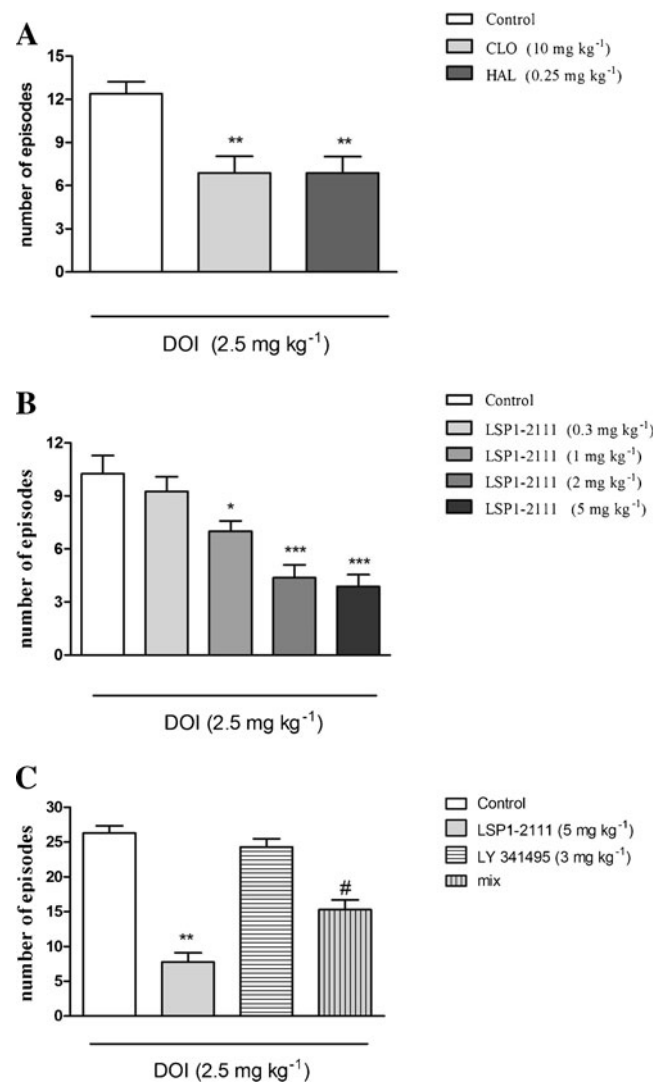 A
Control
CLO (10 mg kg⁻¹)
HAL (0.25 mg kg⁻¹)
number of episodes
15
12
9
6
3
0
** **
DOI (2.5 mg kg⁻¹)
B
Control
LSP1-2111 (0.3 mg kg⁻¹)
LSP1-2111 (1 mg kg⁻¹)
LSP1-2111 (2 mg kg⁻¹)
LSP1-2111 (5 mg kg⁻¹)
number of episodes
12
9
6
3
0
* *** ***
DOI (2.5 mg kg⁻¹)
C
Control
LSP1-2111 (5 mg kg⁻¹)
LY 341495 (3 mg kg⁻¹)
mix
number of episodes
30
25
20
15
10
5
0
** #
DOI (2.5 mg kg⁻¹)